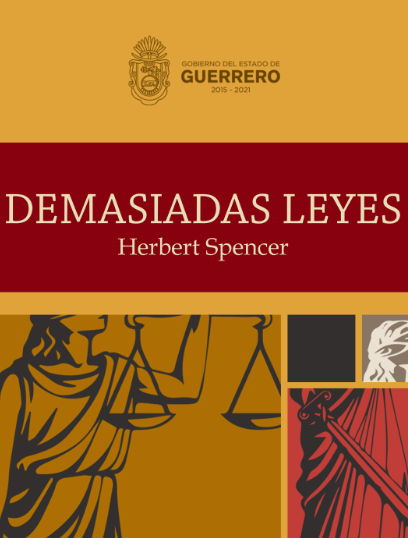 GOBIERNO DEL ESTADO DE
GUERRERO
2015 - 2021
DEMASIADAS LEYES
Herbert Spencer